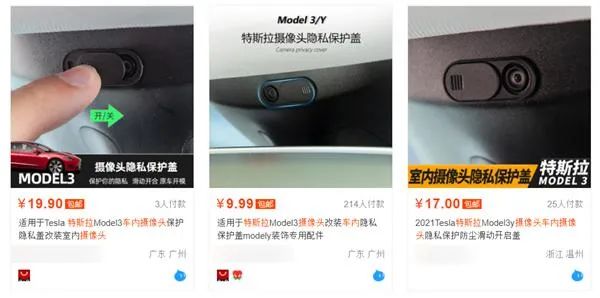 开/关
摄像头隐私保护盖
MODEL3
保护你的隐私 滑动开合 原车开模
¥19.90 包邮
3人付款
适用于Tesla 特斯拉Model3车内摄像头保护
隐私盖改装室内摄像头
广东 广州
Model 3/Y
特斯拉摄像头隐私保护盖
Camera privacy cover
¥9.99 包邮
214人付款
适用于特斯拉Model3摄像头改装车内隐私
保护盖modely装饰专用配件
广东 广州
室内摄像头隐私保护盖
特斯拉
MODEL 3
¥17.00 包邮
25人付款
2021Tesla特斯拉Model3y摄像头车内摄像
头隐私保护防尘滑动开启盖
浙江 温州